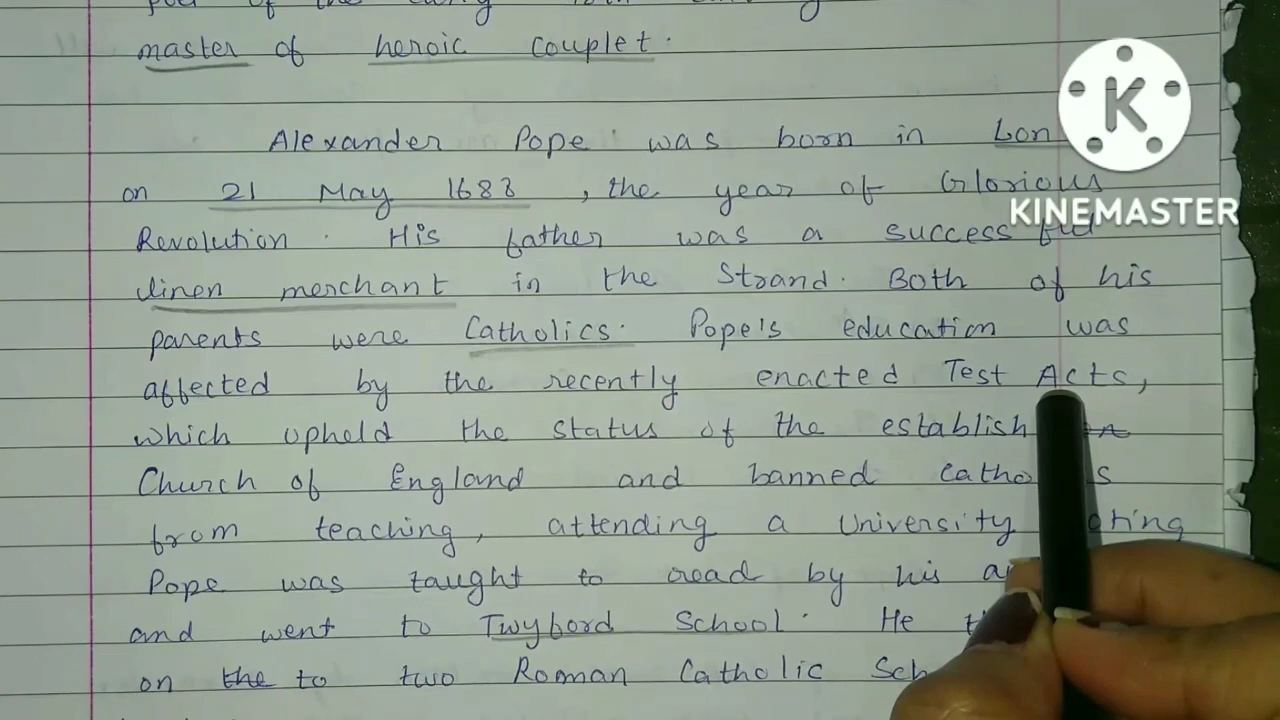 of the
master of heroic couplet.
Alexander Pope was born in Lon
on 21 May 1688, the year of Glorious
Revolution. His father was a successful
linen merchant in the Strand. Both of his
parents were Catholics. Pope's education was
affected by the recently enacted Test Acts,
which upheld the status of the establish
Church of England and banned Catho s
from teaching, attending a University
Pope was taught to read by his
and went to Twybord School. He
on the to two Roman Catholic Sch
K
KINEMASTER